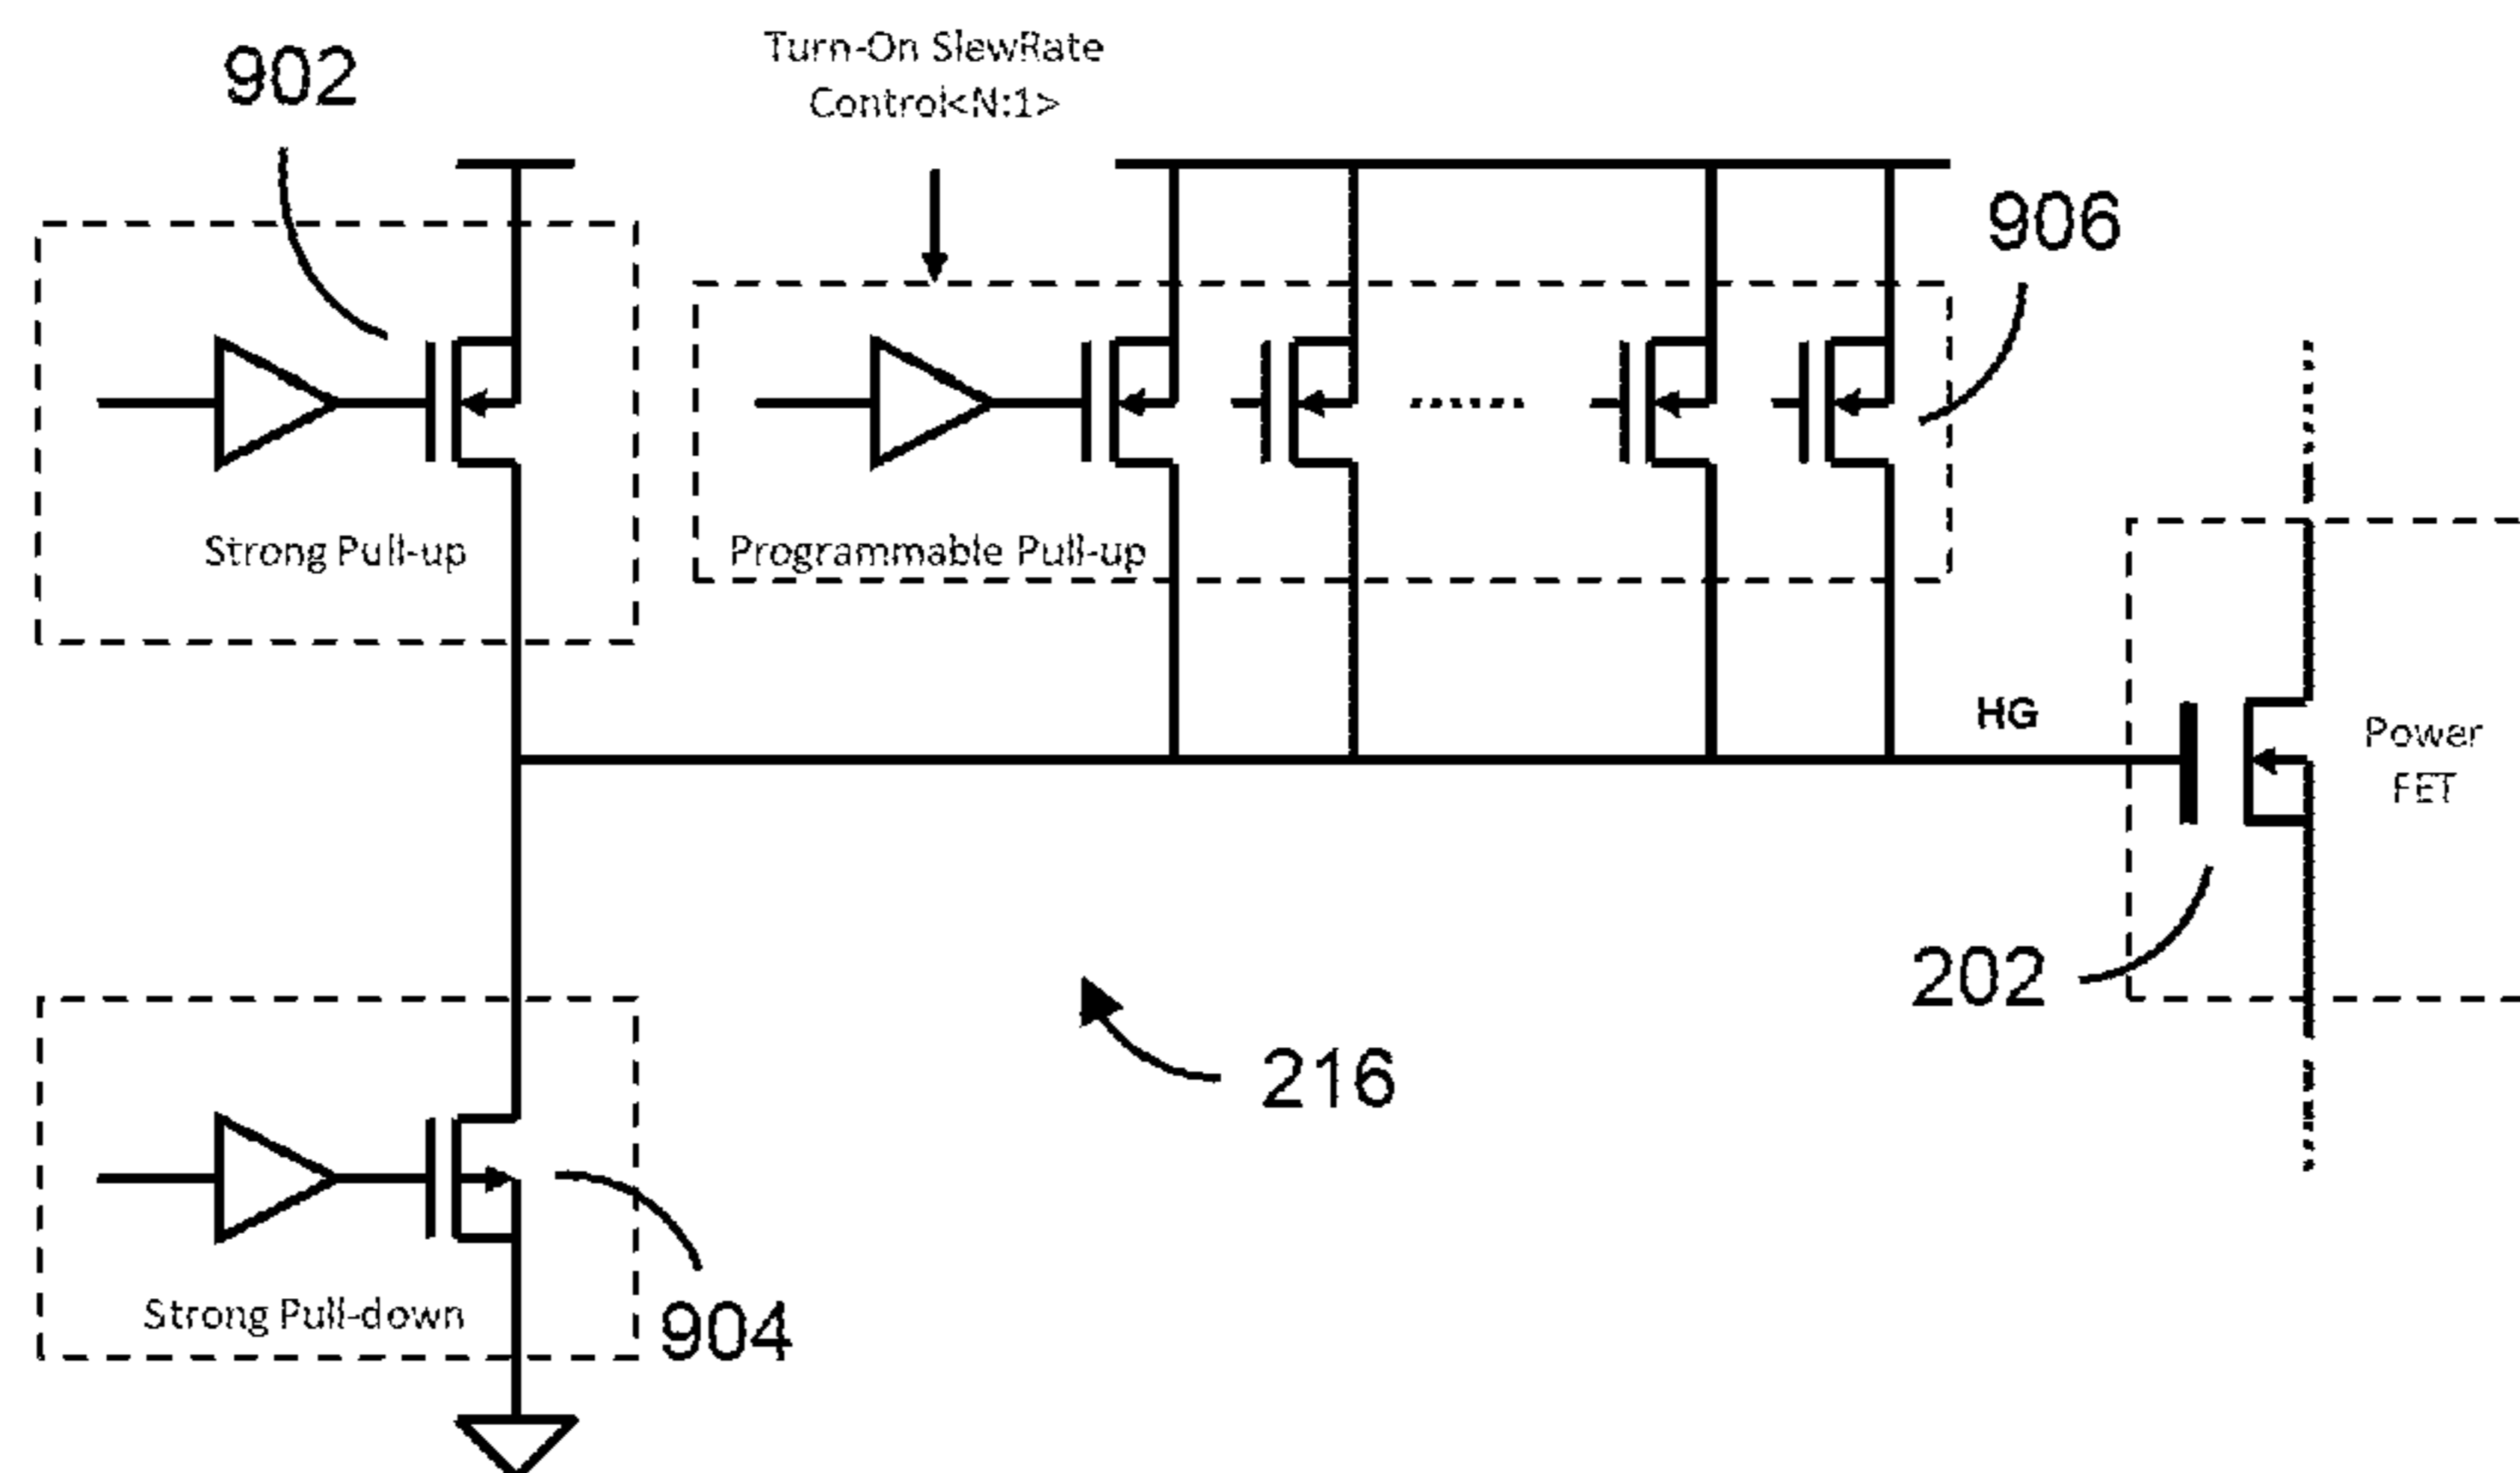 902
Turn-On SlewRate
Control<N:1>
906
Strong Pull-up
Programmable Pull-up
HG
Power
FET
202
216
Strong Pull-down
904